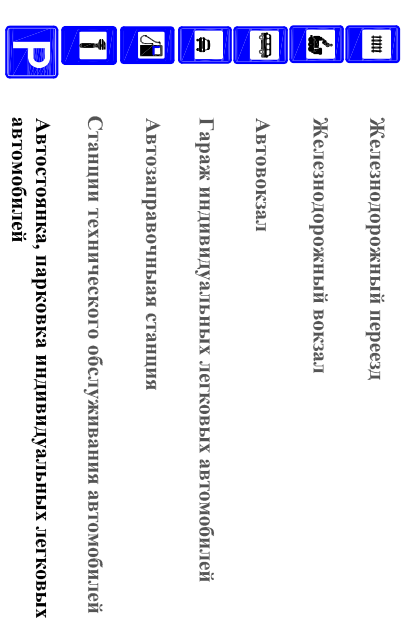 Железнодорожный переезд
Железнодорожный вокзал
Автовокзал
Гараж индивидуальных легковых автомобилей
Автозаправочныая станция
Станции технического обслуживания автомобилей
P
Автостоянка, парковка индивидуальных легковых
автомобилей